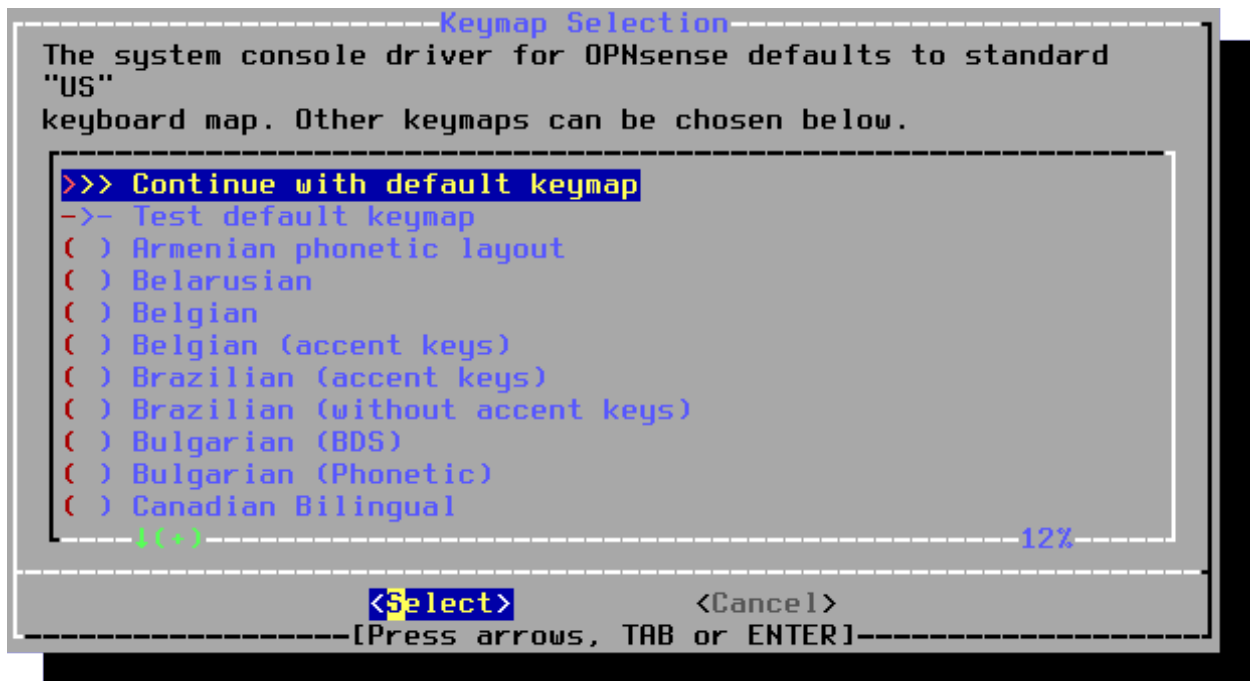 Keymap Selection
The system console driver for OPNsense defaults to standard
"US"
keyboard map. Other keymaps can be chosen below.
>>> Continue with default keymap
->- Test default keymap
( ) Armenian phonetic layout
( ) Belarusian
( ) Belgian
( ) Belgian (accent keys)
( ) Brazilian (accent keys)
( ) Brazilian (without accent keys)
( ) Bulgarian (BDS)
( ) Bulgarian (Phonetic)
( ) Canadian Bilingual
↓(+) 12%
<Select> <Cancel>
[Press arrows, TAB or ENTER]